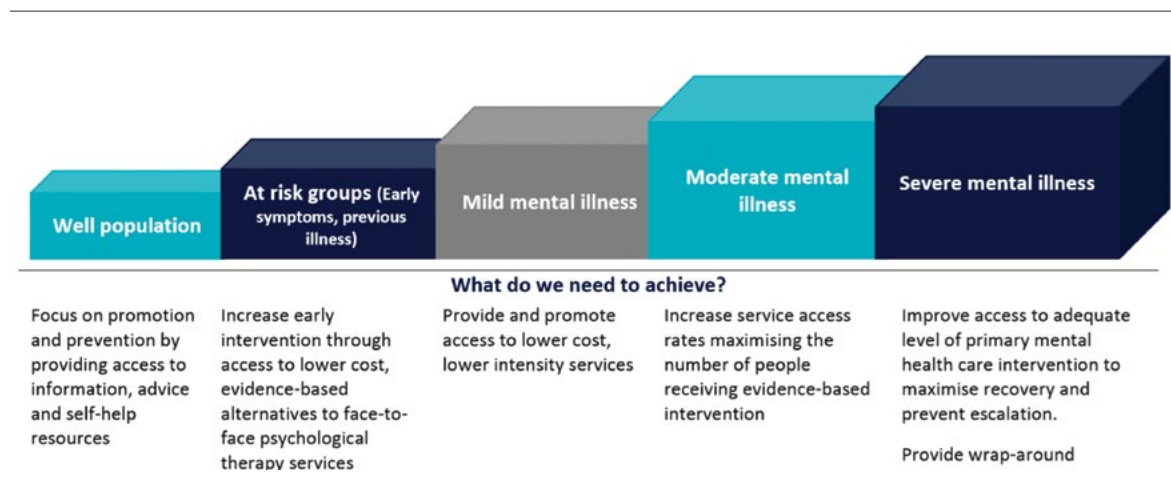 Well population
At risk groups (Early
symptoms, previous
illness)
Mild mental illness
Moderate mental
illness
Severe mental illness
What do we need to achieve?
Focus on promotion
and prevention by
providing access to
information, advice
and self-help
resources
Increase early
intervention through
access to lower cost,
evidence-based
alternatives to face-to-
face psychological
therapy services
Provide and promote
access to lower cost,
lower intensity services
Increase service access
rates maximising the
number of people
receiving evidence-based
intervention
Improve access to adequate
level of primary mental
health care intervention to
maximise recovery and
prevent escalation.
Provide wrap-around